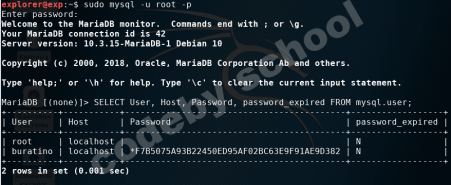 explorer@exp:~$ sudo mysql -u root -p
Enter password:
Welcome to the MariaDB monitor.  Commands end with ; or \g.
Your MariaDB connection id is 42
Server version: 10.3.15-MariaDB-1 Debian 10

Copyright (c) 2000, 2018, Oracle, MariaDB Corporation Ab and others.

Type 'help;' or '\h' for help. Type '\c' to clear the current input statement.

MariaDB [(none)]> SELECT User, Host, Password, password_expired FROM mysql.user;
+----------+-----------+-------------------------------------------+------------------+
| User     | Host      | Password                                  | password_expired |
+----------+-----------+-------------------------------------------+------------------+
| root     | localhost |                                           | N                |
| buratino | localhost | *F7B5075A93B22450ED95AF02BC63E9F91AE9D382 | N                |
+----------+-----------+-------------------------------------------+------------------+
2 rows in set (0.001 sec)
codeby school